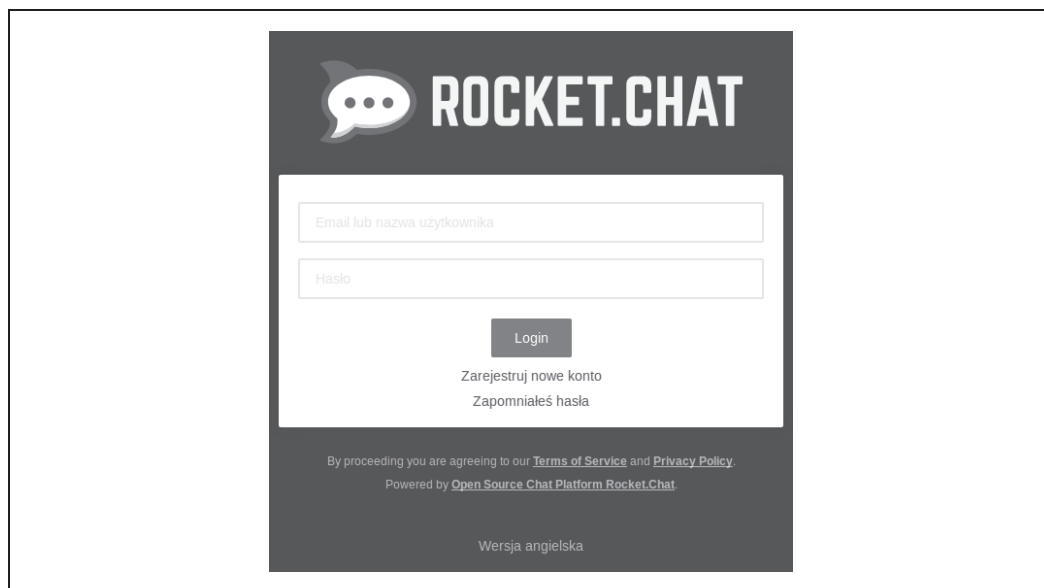 ROCKET.CHAT
Email lub nazwa użytkownika
Hasło
Login
Zarejestruj nowe konto
Zapomniałeś hasła
By proceeding you are agreeing to our Terms of Service and Privacy Policy.
Powered by Open Source Chat Platform Rocket.Chat.
Wersja angielska